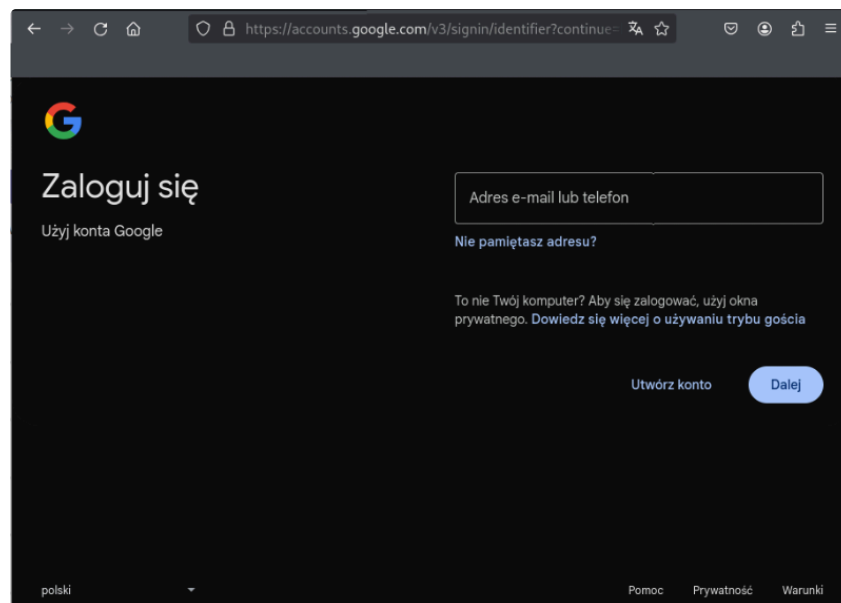 https://accounts.google.com/v3/signin/identifier?continue=
Zaloguj się
Użyj konta Google
Adres e-mail lub telefon
Nie pamiętasz adresu?
To nie Twój komputer? Aby się zalogować, użyj okna
prywatnego. Dowiedz się więcej o używaniu trybu gościa
Utwórz konto
Dalej
polski
Pomoc
Prywatność
Warunki